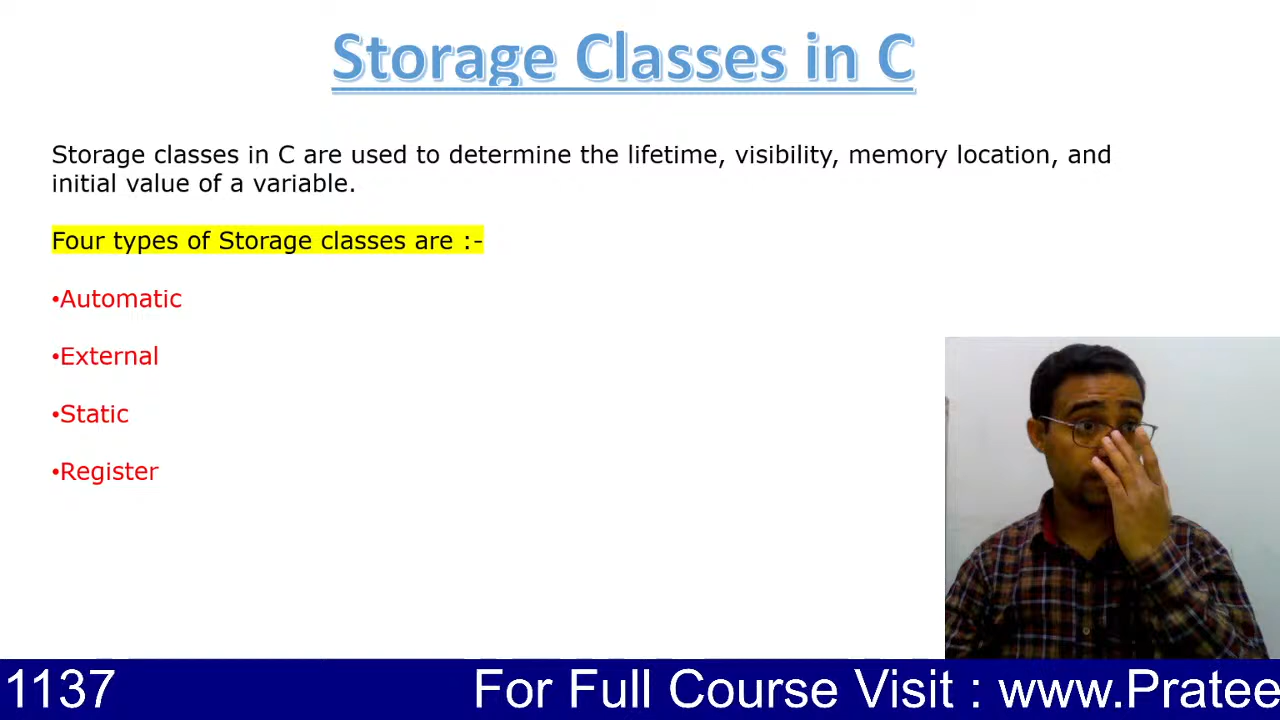 Storage Classes in C
Storage classes in C are used to determine the lifetime, visibility, memory location, and
initial value of a variable.
Four types of Storage classes are :-
•Automatic
•External
•Static
•Register
1137 For Full Course Visit : www.Pratee